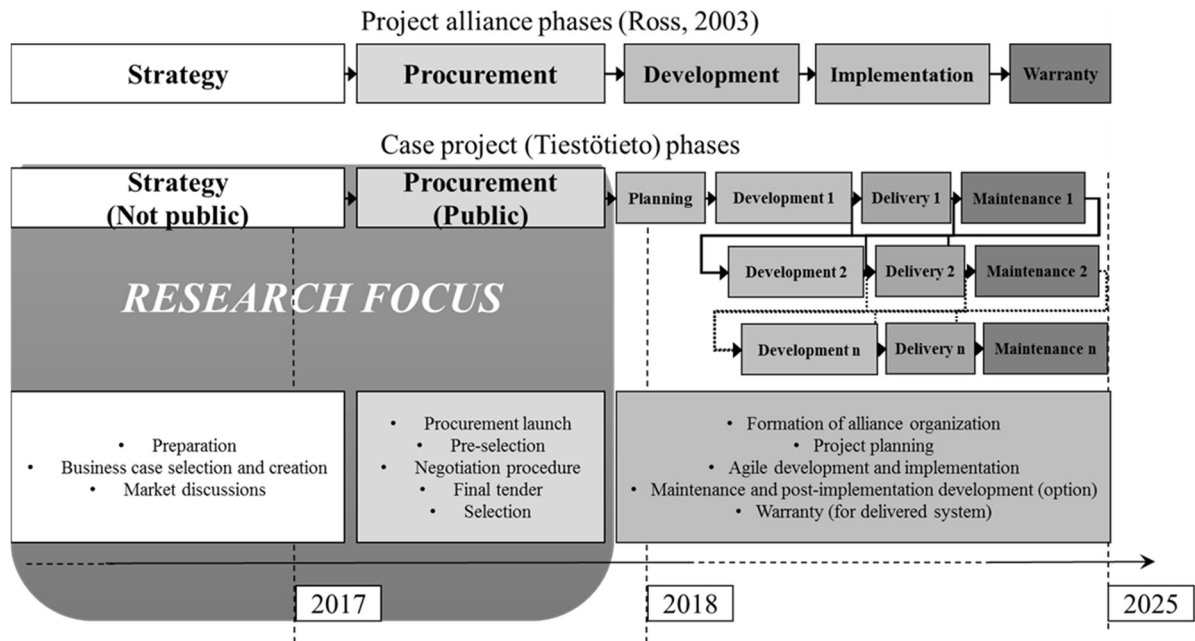 Project alliance phases (Ross, 2003)
Strategy
Procurement
Development
Implementation
Warranty
Case project (Tiestötieto) phases
Strategy
(Not public)
Procurement
(Public)
Planning
Development 1
Delivery 1
Maintenance 1
Development 2
Delivery 2
Maintenance 2
RESEARCH FOCUS
Development n
Delivery n
Maintenance n
• Preparation
• Business case selection and creation
• Market discussions
• Procurement launch
• Pre-selection
• Negotiation procedure
• Final tender
• Selection
• Formation of alliance organization
• Project planning
• Agile development and implementation
• Maintenance and post-implementation development (option)
• Warranty (for delivered system)
2017
2018
2025